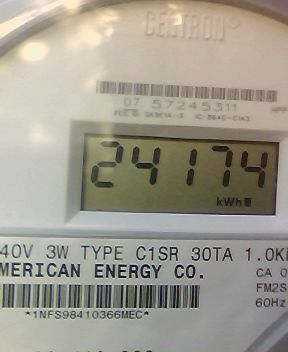 CENTRON®
07 57245311
24174
kWh
40V 3W TYPE C1SR 30TA 1.0K
MERICAN ENERGY CO.
CA 0
FM2S
60Hz
*1NFS98410366MEC*